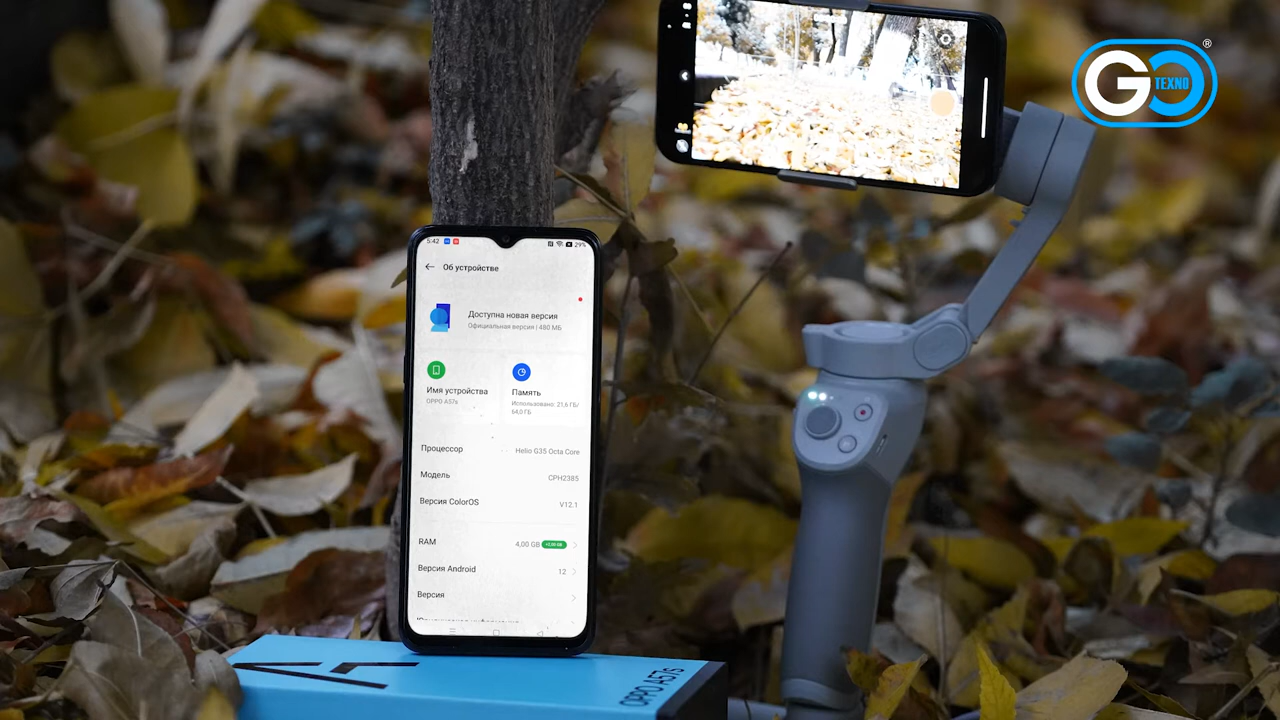 GO TEXNO ®
5:42
29%
Об устройстве
Доступна новая версия
Официальная версия | 480 МБ
Имя устройства
OPPO A57s
Память
Использовано: 21,6 ГБ/
64,0 ГБ
Процессор
Helio G35 Octa Core
Модель
CPH2385
Версия ColorOS
V12.1
RAM
4,00 GB
Версия Android
12
Версия
OPPO A57s